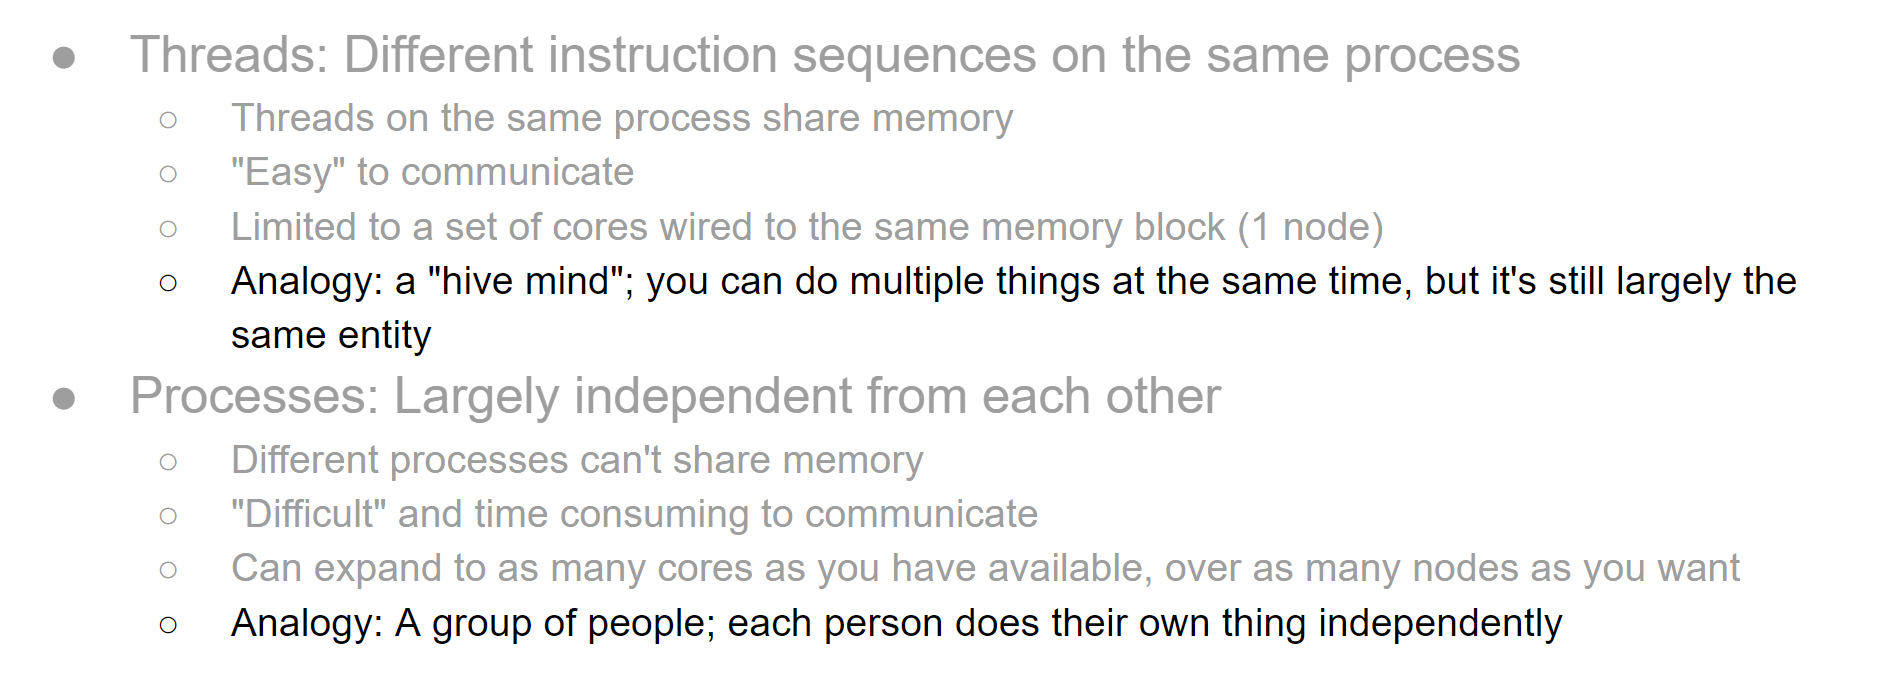 ● Threads: Different instruction sequences on the same process
○ Threads on the same process share memory
○ "Easy" to communicate
○ Limited to a set of cores wired to the same memory block (1 node)
○ Analogy: a "hive mind"; you can do multiple things at the same time, but it's still largely the
same entity
● Processes: Largely independent from each other
○ Different processes can't share memory
○ "Difficult" and time consuming to communicate
○ Can expand to as many cores as you have available, over as many nodes as you want
○ Analogy: A group of people; each person does their own thing independently